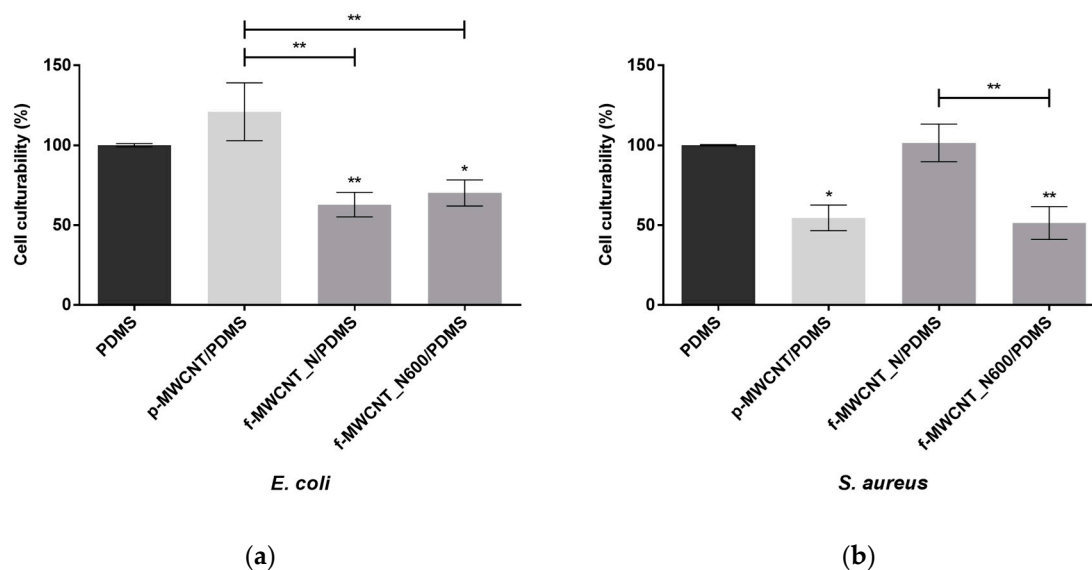 **
**
150
100
50
0
Cell culturability (%)
**
*
PDMS
p-MWCNT/PDMS
f-MWCNT_N/PDMS
f-MWCNT_N600/PDMS
E. coli
(a)
**
150
100
50
0
Cell culturability (%)
*
**
PDMS
p-MWCNT/PDMS
f-MWCNT_N/PDMS
f-MWCNT_N600/PDMS
S. aureus
(b)